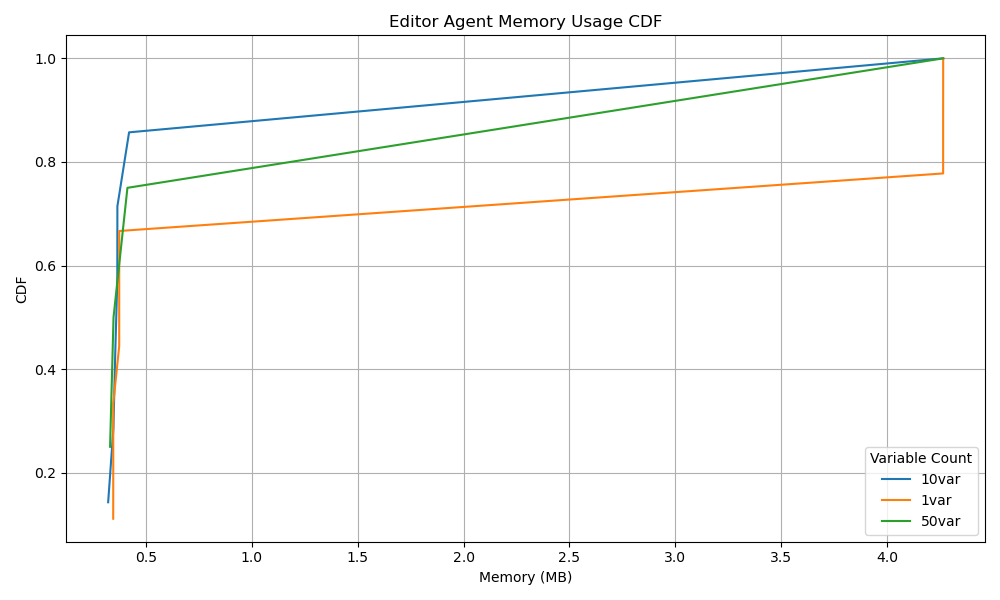 Editor Agent Memory Usage CDF
1.0
0.8
0.6
0.4
0.2
CDF
0.5 1.0 1.5 2.0 2.5 3.0 3.5 4.0
Memory (MB)
Variable Count
10var
1var
50var